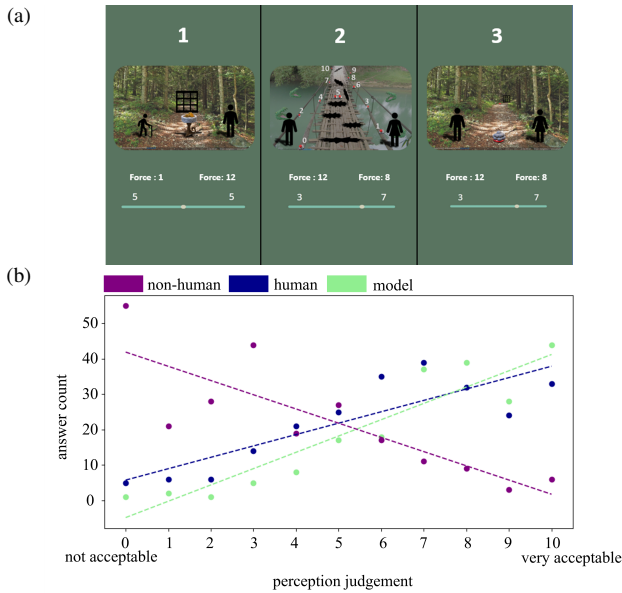 (a)
1 2 3
10 9
7 8
6
5
4
3
2
0
Force : 1 Force: 12 Force : 12 Force: 8 Force : 12 Force: 8
5 5 3 7 3 7
(b)
non-human human model
50
40
30
20
10
0
answer count
0 1 2 3 4 5 6 7 8 9 10
not acceptable very acceptable
perception judgement